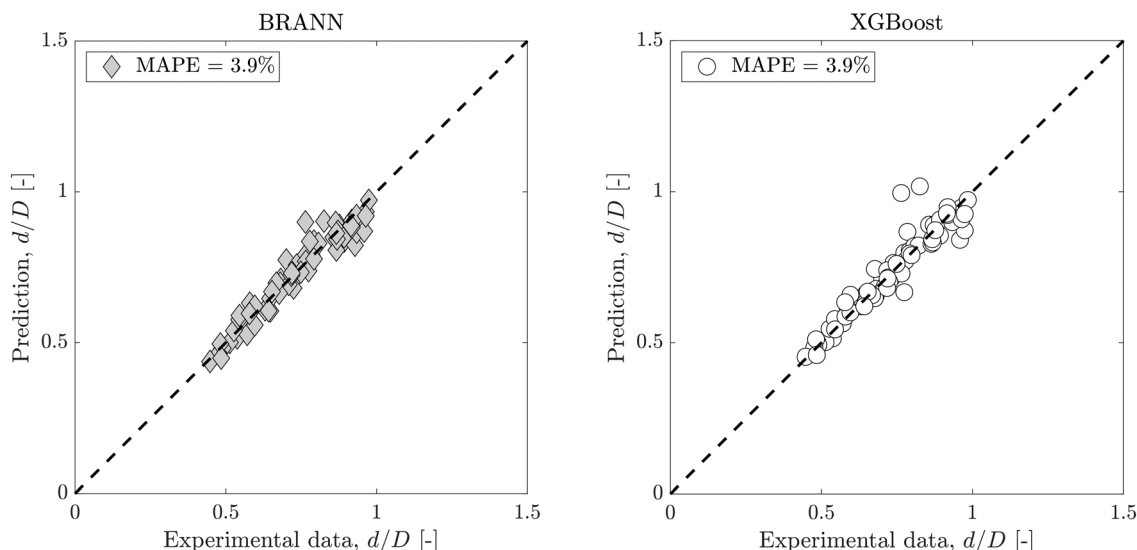 BRANN
MAPE = 3.9%
1.5
1
0.5
0
Prediction, d/D [-]
0
0.5
1
1.5
Experimental data, d/D [-]
XGBoost
MAPE = 3.9%
1.5
1
0.5
0
Prediction, d/D [-]
0
0.5
1
1.5
Experimental data, d/D [-]